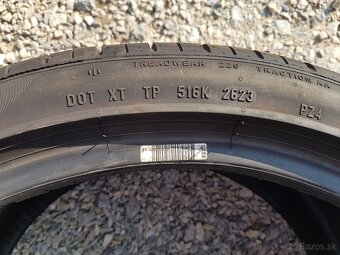 TREADWEAR 220 TRACTION AA
DOT XT TP 516K 2623 PZ4
Bazos.sk